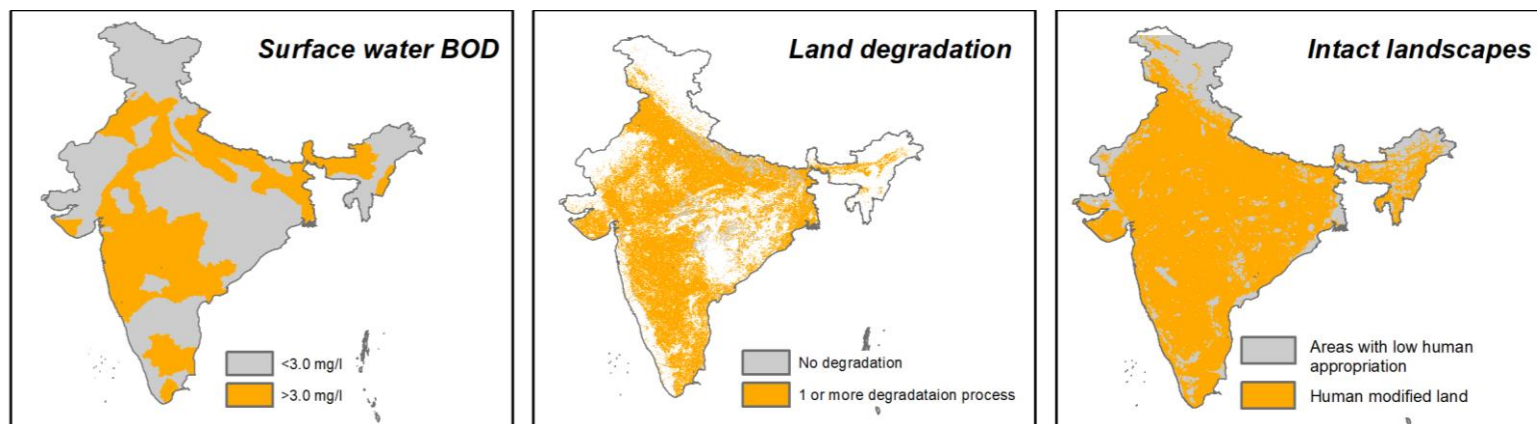 Surface water BOD
<3.0 mg/l
>3.0 mg/l
Land degradation
No degradation
1 or more degradataion process
Intact landscapes
Areas with low human
appropriation
Human modified land